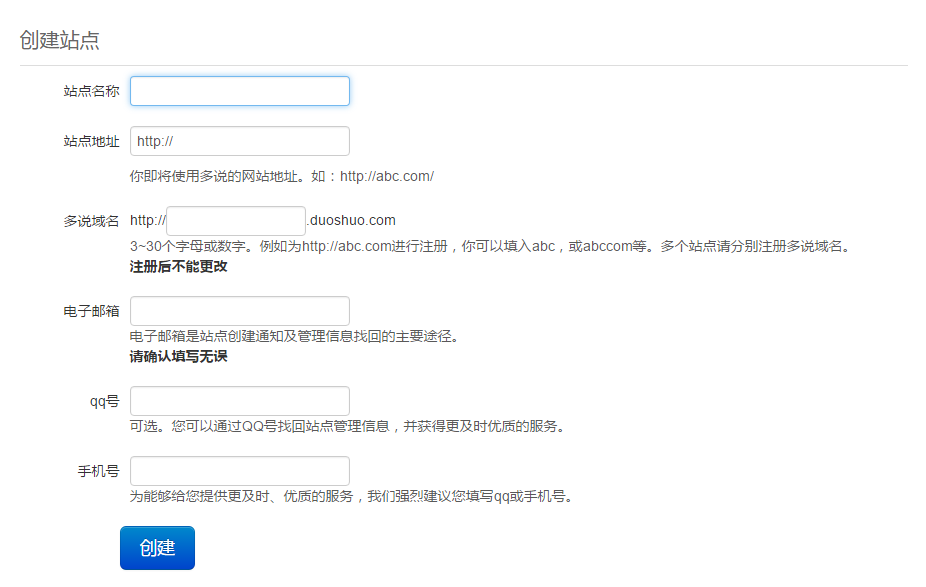 创建站点
站点名称
站点地址 http://
你即将使用多说的网站地址。如：http://abc.com/
多说域名 http:// .duoshuo.com
3~30个字母或数字。例如为http://abc.com进行注册，你可以填入abc，或abccom等。多个站点请分别注册多说域名。
注册后不能更改
电子邮箱
电子邮箱是站点创建通知及管理信息找回的主要途径。
请确认填写无误
qq号
可选。您可以通过QQ号找回站点管理信息，并获得更及时优质的服务。
手机号
为能够给您提供更及时、优质的服务，我们强烈建议您填写qq或手机号。
创建